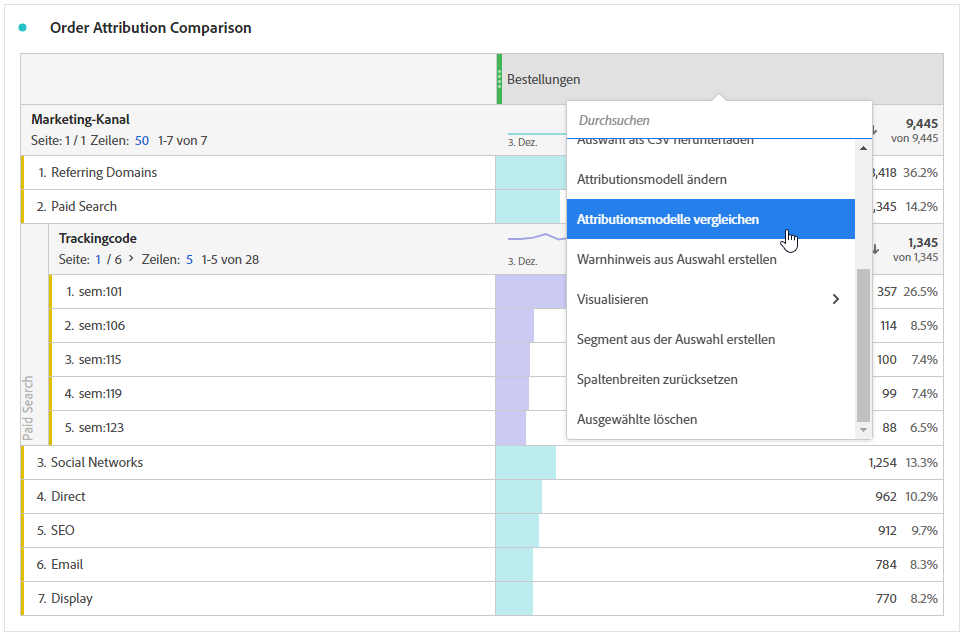 Order Attribution Comparison
Bestellungen
Durchsuchen
Marketing-Kanal
9,445
Seite: 1 / 1 Zeilen: 50 1-7 von 7
3. Dez.
von 9,445
Auswahl als CSV herunterladen
1. Referring Domains
3,418 36.2%
Attributionsmodell ändern
2. Paid Search
1,345 14.2%
Attributionsmodelle vergleichen
Trackingcode
1,345
Seite: 1 / 6 > Zeilen: 5 1-5 von 28
3. Dez.
von 1,345
Warnhinweis aus Auswahl erstellen
1. sem:101
357 26.5%
Visualisieren
2. sem:106
114 8.5%
Segment aus der Auswahl erstellen
3. sem:115
100 7.4%
Spaltenbreiten zurücksetzen
4. sem:119
99 7.4%
Ausgewählte löschen
5. sem:123
88 6.5%
Paid Search
3. Social Networks
1,254 13.3%
4. Direct
962 10.2%
5. SEO
912 9.7%
6. Email
784 8.3%
7. Display
770 8.2%